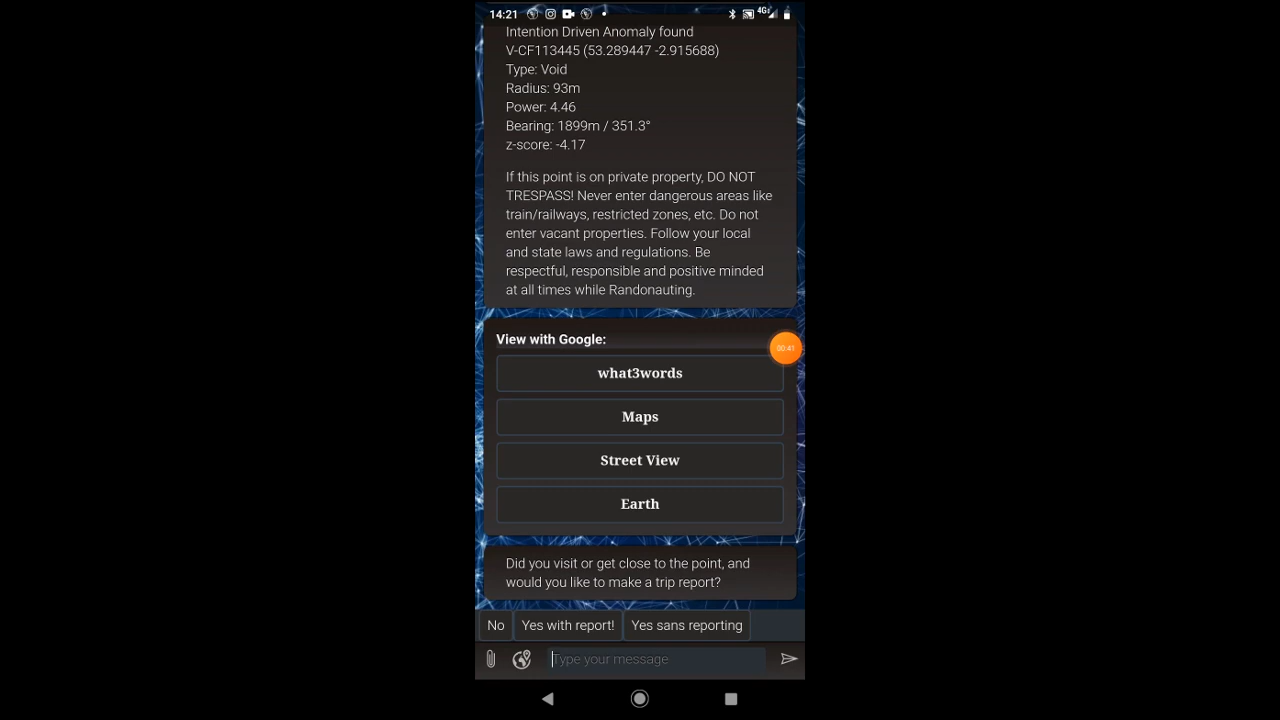 14:21
4G
Intention Driven Anomaly found
V-CF113445 (53.289447 -2.915688)
Type: Void
Radius: 93m
Power: 4.46
Bearing: 1899m / 351.3°
z-score: -4.17
If this point is on private property, DO NOT
TRESPASS! Never enter dangerous areas like
train/railways, restricted zones, etc. Do not
enter vacant properties. Follow your local
and state laws and regulations. Be
respectful, responsible and positive minded
at all times while Randonauting.
View with Google:
00:41
what3words
Maps
Street View
Earth
Did you visit or get close to the point, and
would you like to make a trip report?
No Yes with report! Yes sans reporting
Type your message